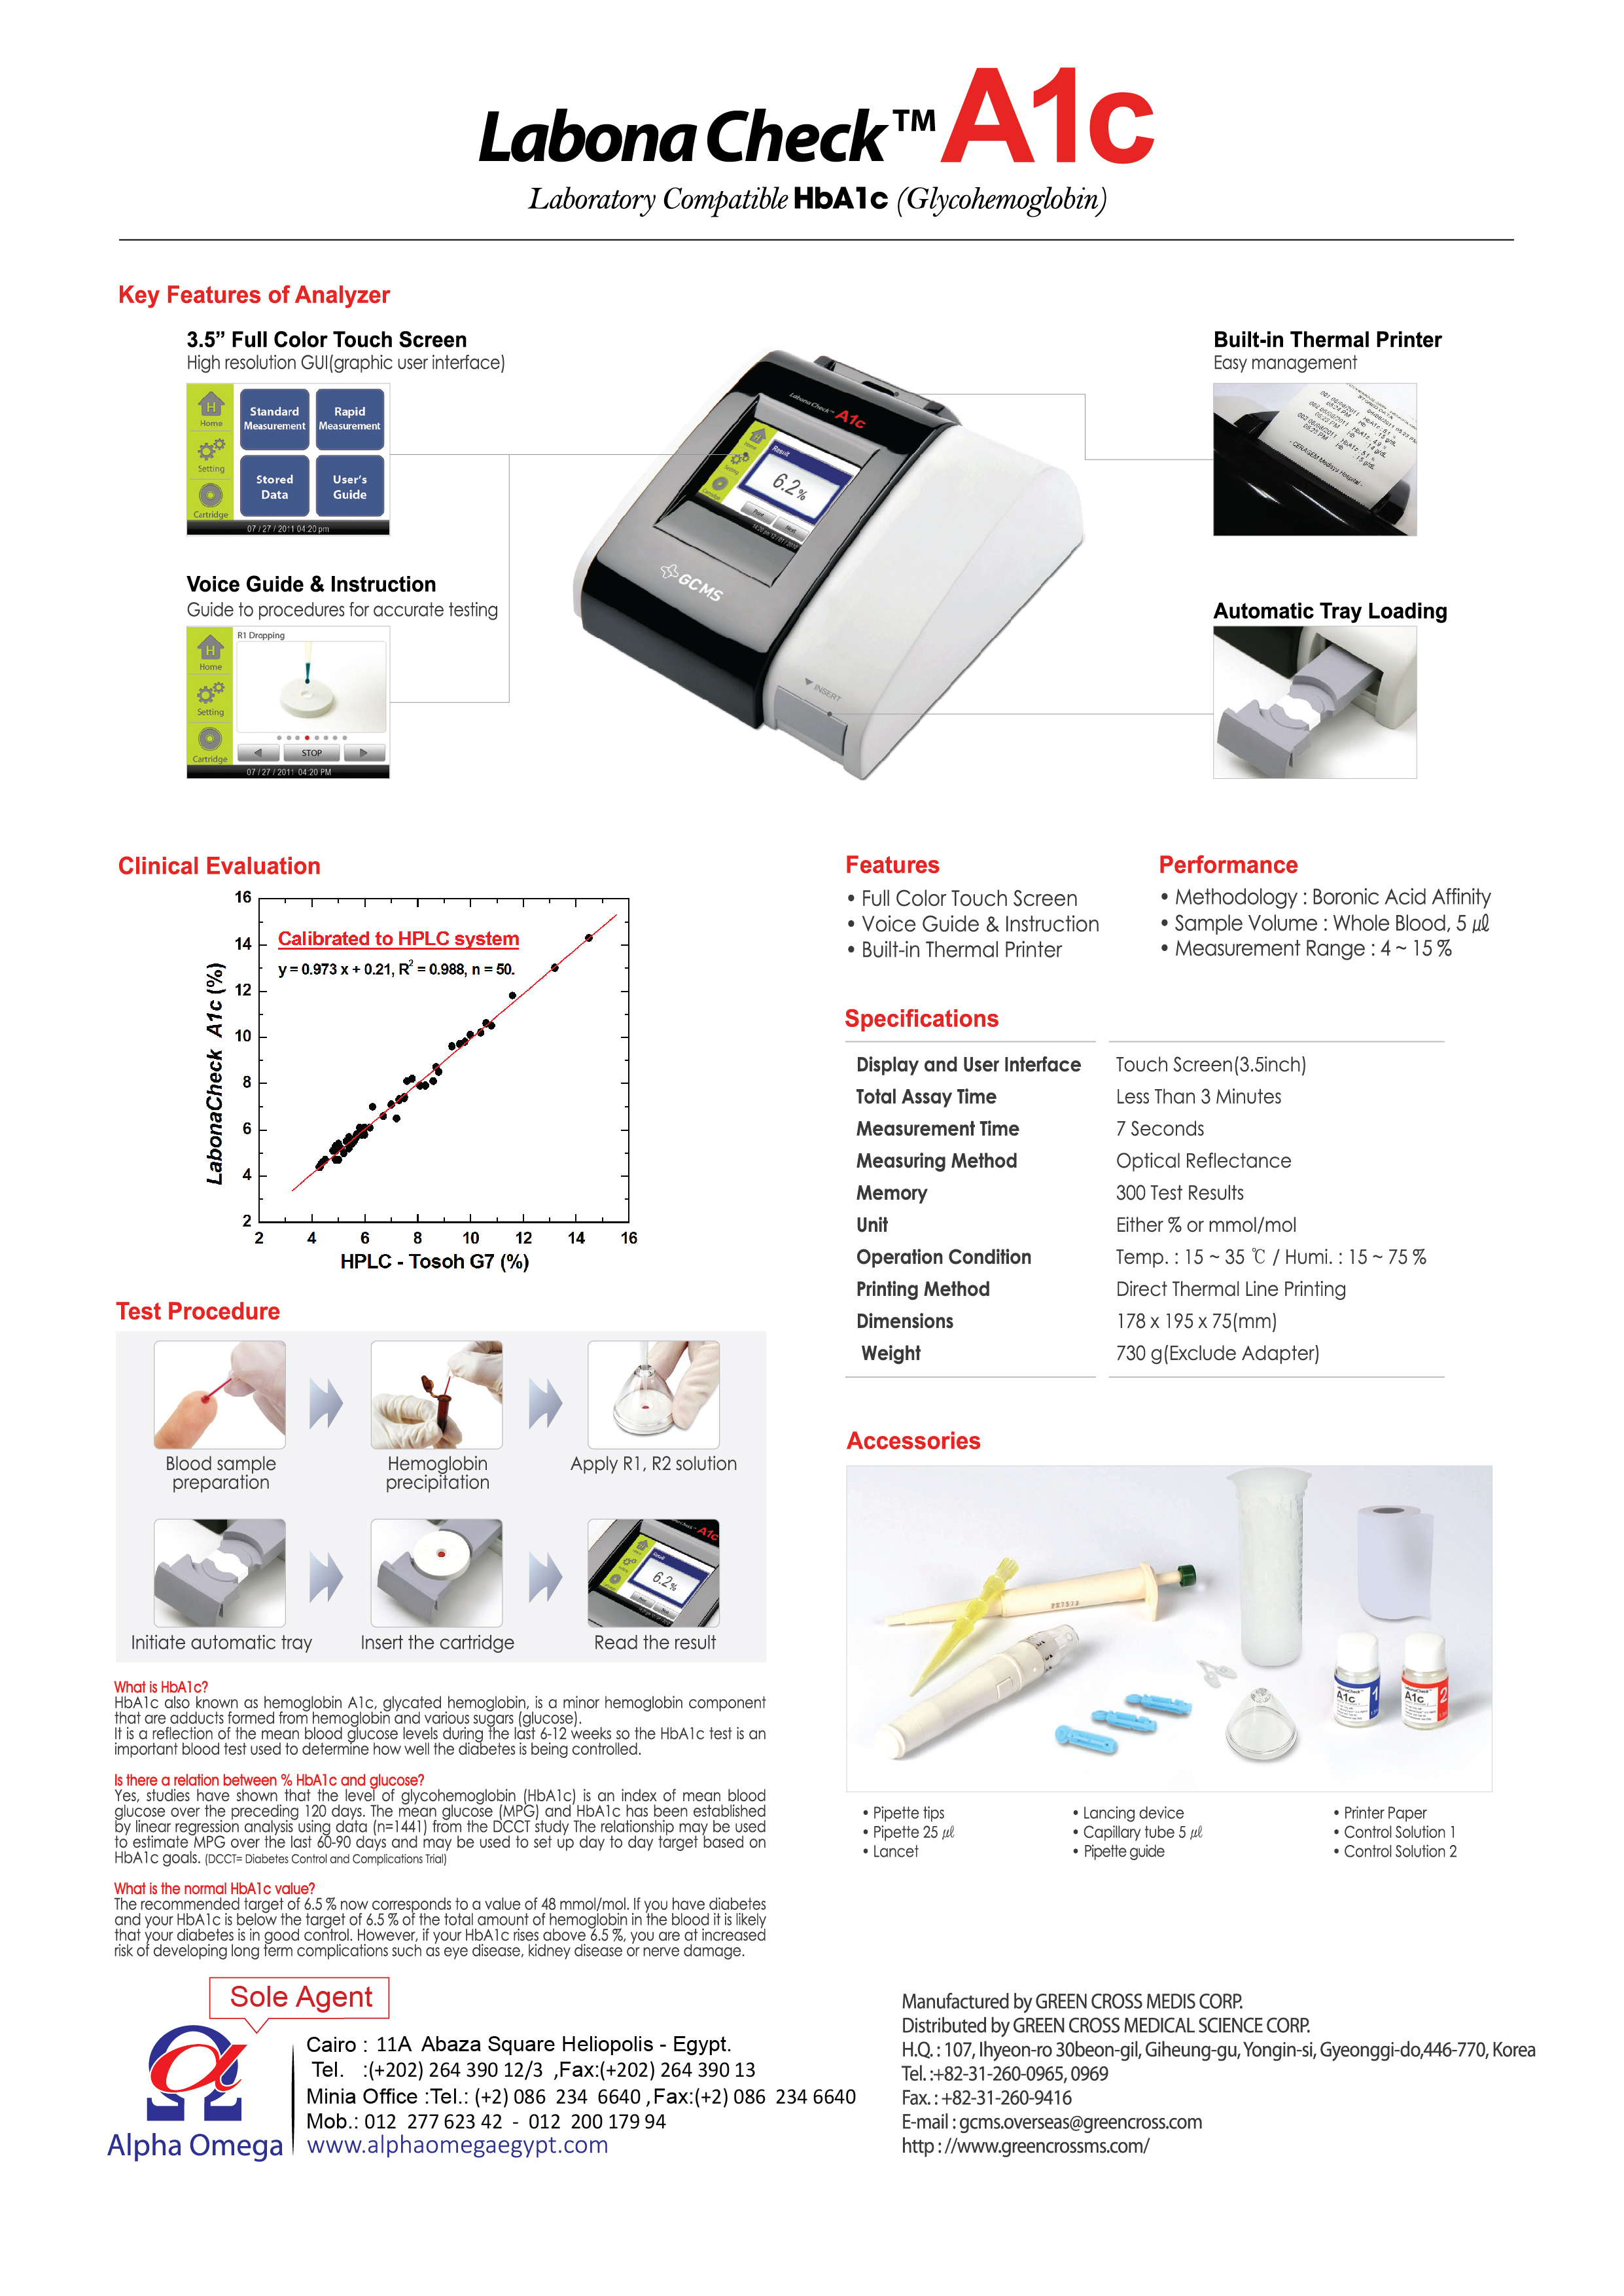 Labona Check™ A1c
Laboratory Compatible HbA1c (Glycohemoglobin)
Key Features of Analyzer
3.5” Full Color Touch Screen
High resolution GUI(graphic user interface)
Home
Setting
Cartridge
Standard Measurement
Rapid Measurement
Stored Data
User's Guide
07 / 27 / 2011 04:20 pm
Voice Guide & Instruction
Guide to procedures for accurate testing
R1 Dropping
Home
Setting
Cartridge
STOP
07 / 27 / 2011 04:20 PM
LabonaCheck™ A1c
Home
Setting
Cartridge
Result
6.2%
Print
Next
GCMS
INSERT
Built-in Thermal Printer
Easy management
Automatic Tray Loading
Clinical Evaluation
16
14
12
10
8
6
4
2
LabonaCheck A1c (%)
Calibrated to HPLC system
y = 0.973 x + 0.21, R² = 0.988, n = 50.
2 4 6 8 10 12 14 16
HPLC - Tosoh G7 (%)
Features
• Full Color Touch Screen
• Voice Guide & Instruction
• Built-in Thermal Printer
Performance
• Methodology : Boronic Acid Affinity
• Sample Volume : Whole Blood, 5 ㎕
• Measurement Range : 4 ~ 15 %
Specifications
Display and User Interface Touch Screen(3.5inch)
Total Assay Time Less Than 3 Minutes
Measurement Time 7 Seconds
Measuring Method Optical Reflectance
Memory 300 Test Results
Unit Either % or mmol/mol
Operation Condition Temp. : 15 ~ 35 ℃ / Humi. : 15 ~ 75 %
Printing Method Direct Thermal Line Printing
Dimensions 178 x 195 x 75(mm)
Weight 730 g(Exclude Adapter)
Test Procedure
Blood sample preparation
Hemoglobin precipitation
Apply R1, R2 solution
Initiate automatic tray
Insert the cartridge
A1c
6.2%
Read the result
Accessories
A1c 1
A1c 2
• Pipette tips
• Pipette 25 ㎕
• Lancet
• Lancing device
• Capillary tube 5 ㎕
• Pipette guide
• Printer Paper
• Control Solution 1
• Control Solution 2
What is HbA1c?
HbA1c also known as hemoglobin A1c, glycated hemoglobin, is a minor hemoglobin component
that are adducts formed from hemoglobin and various sugars (glucose).
It is a reflection of the mean blood glucose levels during the last 6-12 weeks so the HbA1c test is an
important blood test used to determine how well the diabetes is being controlled.
Is there a relation between % HbA1c and glucose?
Yes, studies have shown that the level of glycohemoglobin (HbA1c) is an index of mean blood
glucose over the preceding 120 days. The mean glucose (MPG) and HbA1c has been established
by linear regression analysis using data (n=1441) from the DCCT study The relationship may be used
to estimate MPG over the last 60-90 days and may be used to set up day to day target based on
HbA1c goals. (DCCT= Diabetes Control and Complications Trial)
What is the normal HbA1c value?
The recommended target of 6.5 % now corresponds to a value of 48 mmol/mol. If you have diabetes
and your HbA1c is below the target of 6.5 % of the total amount of hemoglobin in the blood it is likely
that your diabetes is in good control. However, if your HbA1c rises above 6.5 %, you are at increased
risk of developing long term complications such as eye disease, kidney disease or nerve damage.
Sole Agent
Alpha Omega
Cairo : 11A Abaza Square Heliopolis - Egypt.
Tel. :(+202) 264 390 12/3 ,Fax:(+202) 264 390 13
Minia Office :Tel.: (+2) 086 234 6640 ,Fax:(+2) 086 234 6640
Mob.: 012 277 623 42 - 012 200 179 94
www.alphaomegaegypt.com
Manufactured by GREEN CROSS MEDIS CORP.
Distributed by GREEN CROSS MEDICAL SCIENCE CORP.
H.Q. : 107, Ihyeon-ro 30beon-gil, Giheung-gu, Yongin-si, Gyeonggi-do,446-770, Korea
Tel. :+82-31-260-0965, 0969
Fax. : +82-31-260-9416
E-mail : gcms.overseas@greencross.com
http : //www.greencrossms.com/